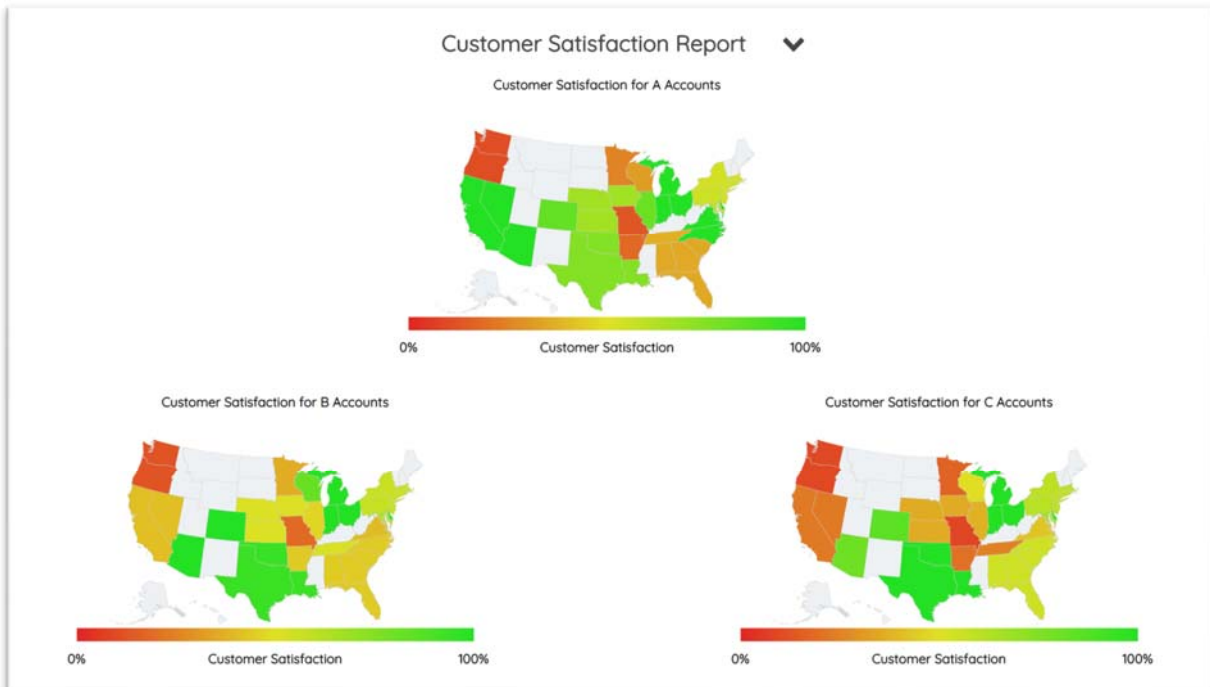 Customer Satisfaction Report
Customer Satisfaction for A Accounts
0% Customer Satisfaction 100%
Customer Satisfaction for B Accounts
Customer Satisfaction for C Accounts
0% Customer Satisfaction 100%
0% Customer Satisfaction 100%